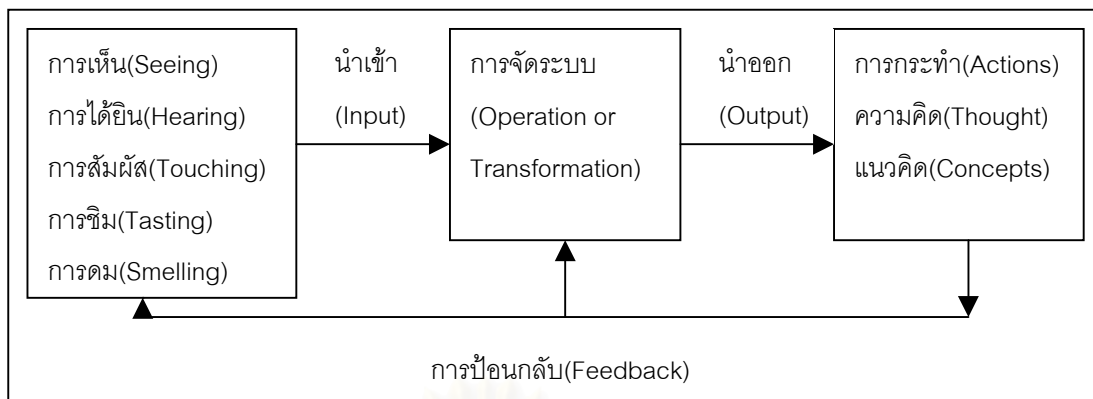 การเห็น(Seeing)
การได้ยิน(Hearing)
การสัมผัส(Touching)
การชิม(Tasting)
การดม(Smelling)
นำเข้า
(Input)
การจัดระบบ
(Operation or
Transformation)
นำออก
(Output)
การกระทำ(Actions)
ความคิด(Thought)
แนวคิด(Concepts)
การป้อนกลับ(Feedback)